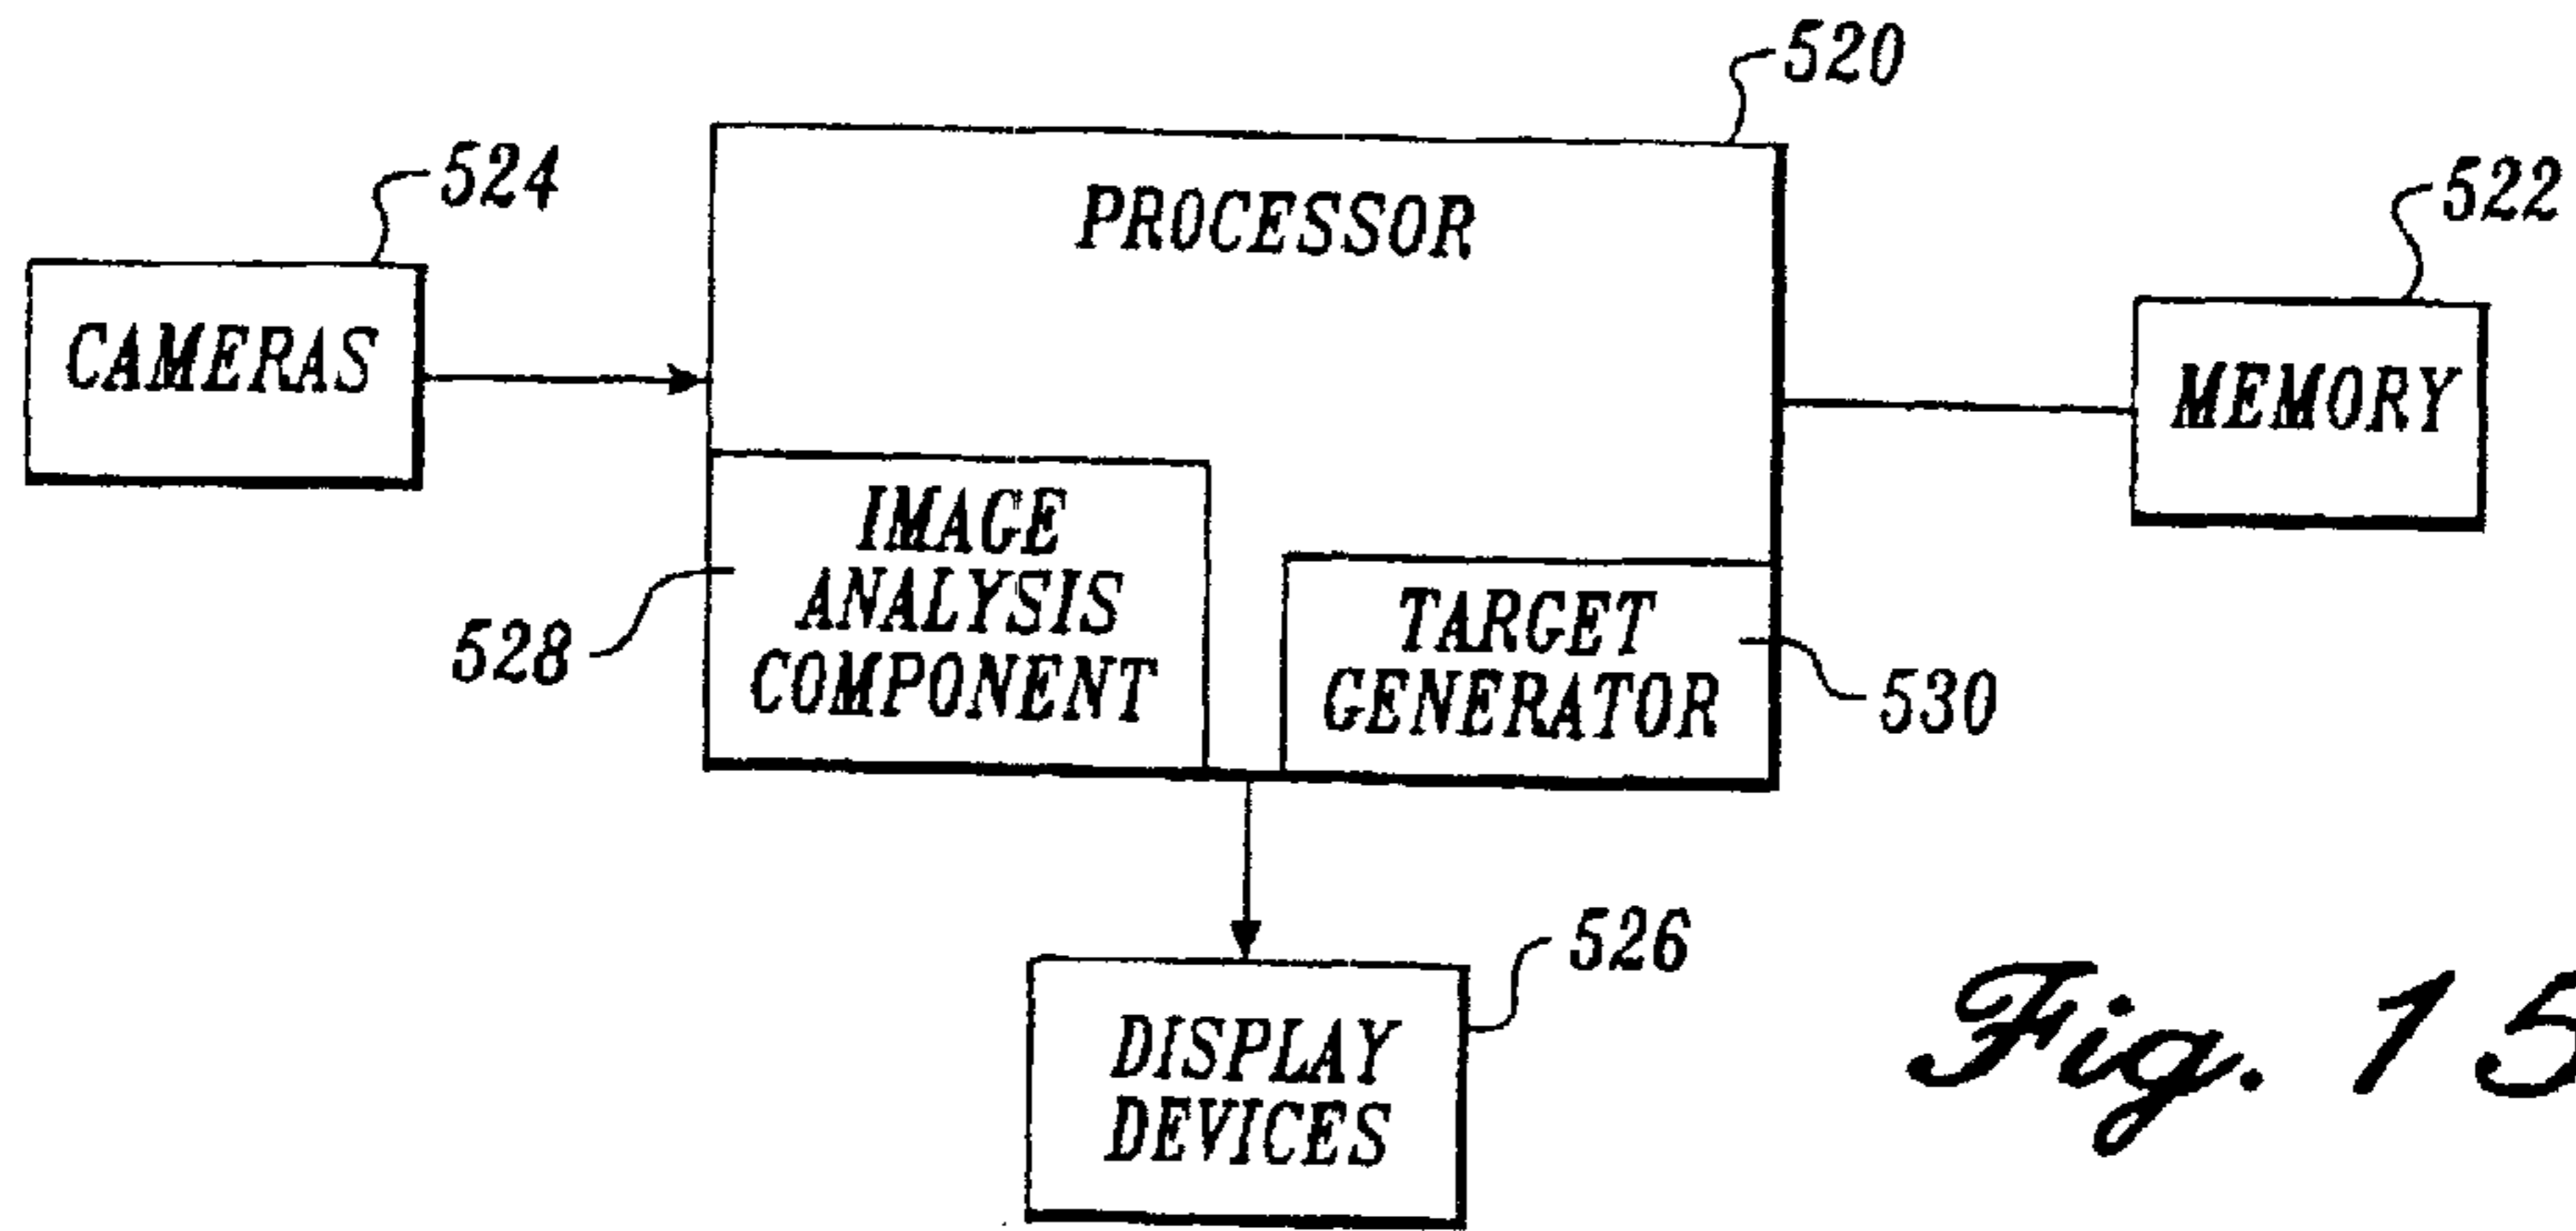 520
524
522
PROCESSOR
CAMERAS
MEMORY
IMAGE
ANALYSIS
COMPONENT
528
TARGET
GENERATOR
530
526
DISPLAY
DEVICES
Fig. 15